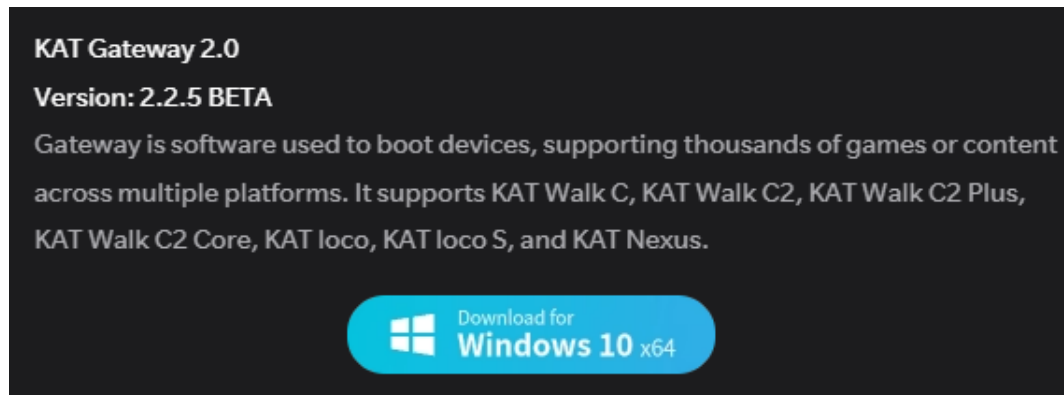 KAT Gateway 2.0
Version: 2.2.5 BETA
Gateway is software used to boot devices, supporting thousands of games or content
across multiple platforms. It supports KAT Walk C, KAT Walk C2, KAT Walk C2 Plus,
KAT Walk C2 Core, KAT loco, KAT loco S, and KAT Nexus.
Download for
Windows 10 x64